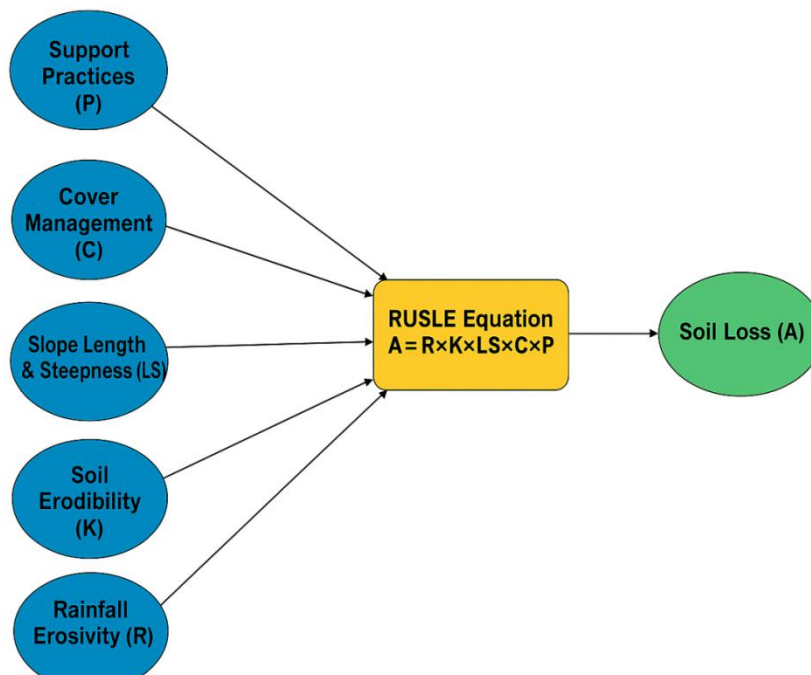 Support
Practices
(P)
Cover
Management
(C)
Slope Length
& Steepness (LS)
Soil
Erodibility
(K)
Rainfall
Erosivity (R)
RUSLE Equation
A = R×K×LS×C×P
Soil Loss (A)